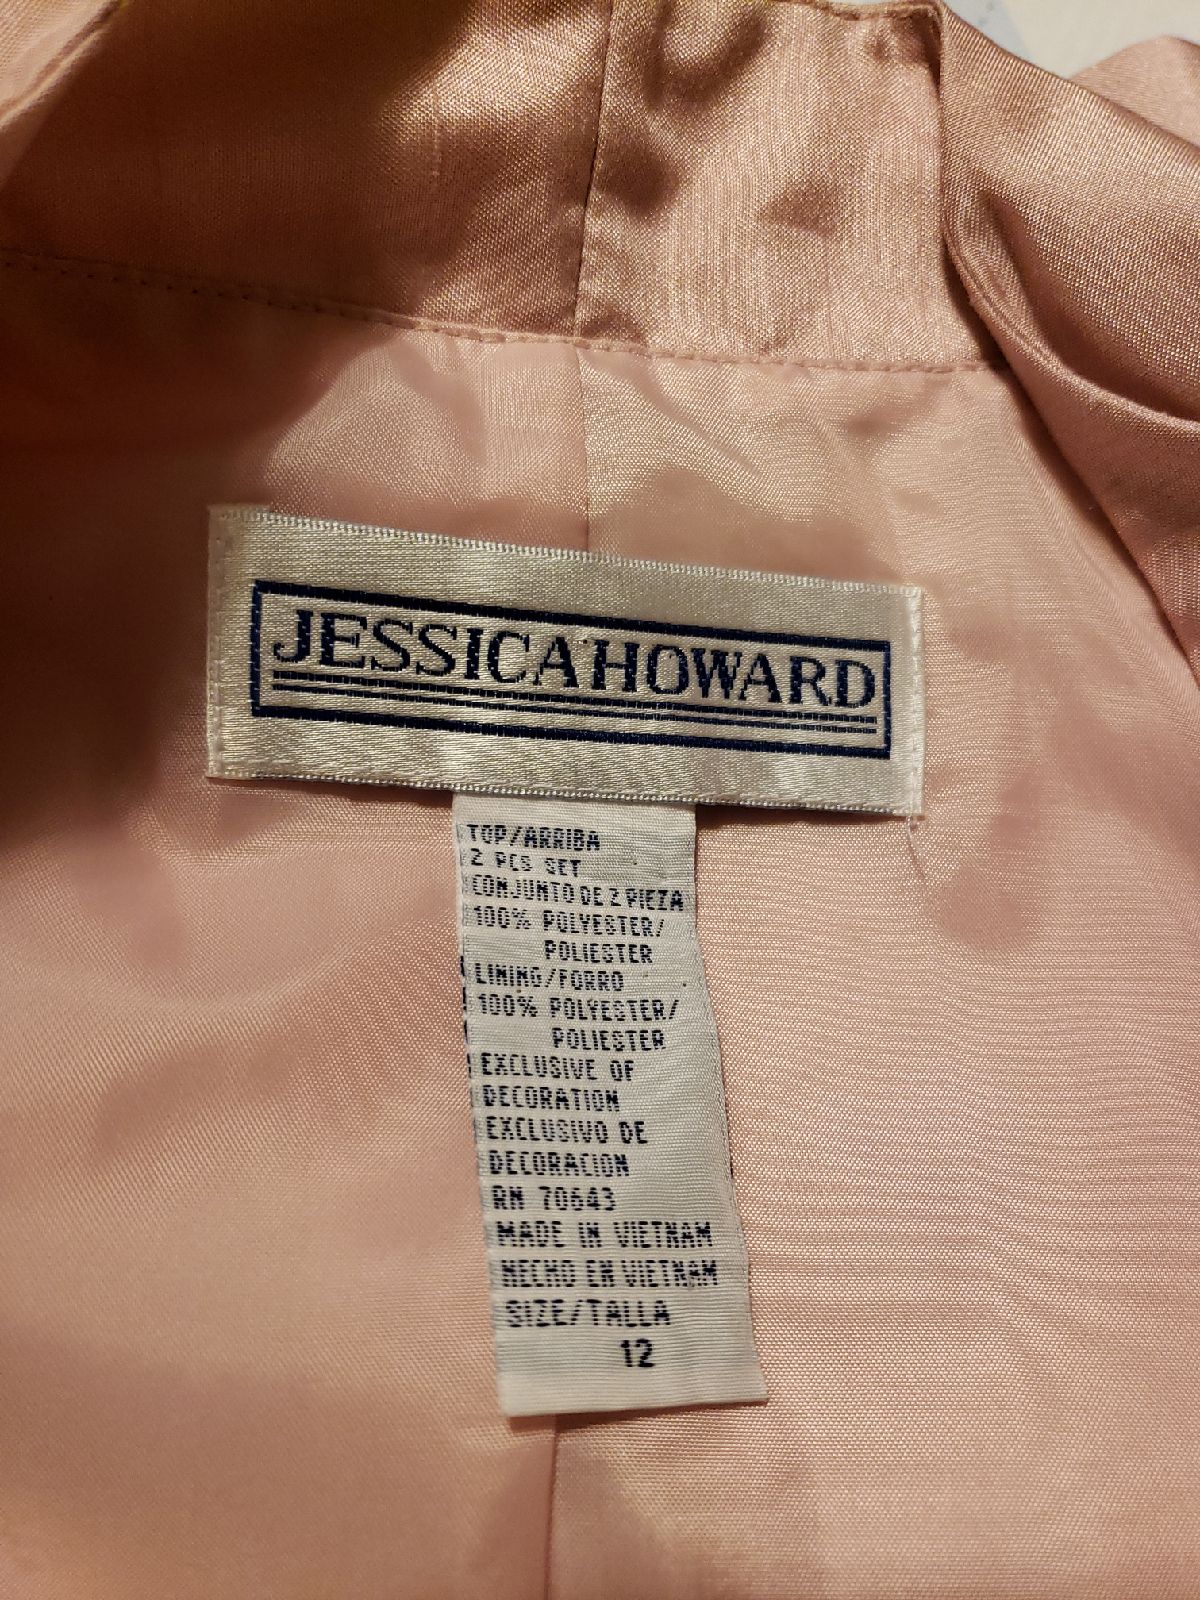 JESSICA HOWARD
TOP/ARRIBA
2 PCS SET
CONJUNTO DE 2 PIEZA
100% POLYESTER/
POLIESTER
LINING/FORRO
100% POLYESTER/
POLIESTER
EXCLUSIVE OF
DECORATION
EXCLUSIVO DE
DECORACION
RN 70643
MADE IN VIETNAM
HECHO EN VIETNAM
SIZE/TALLA
12